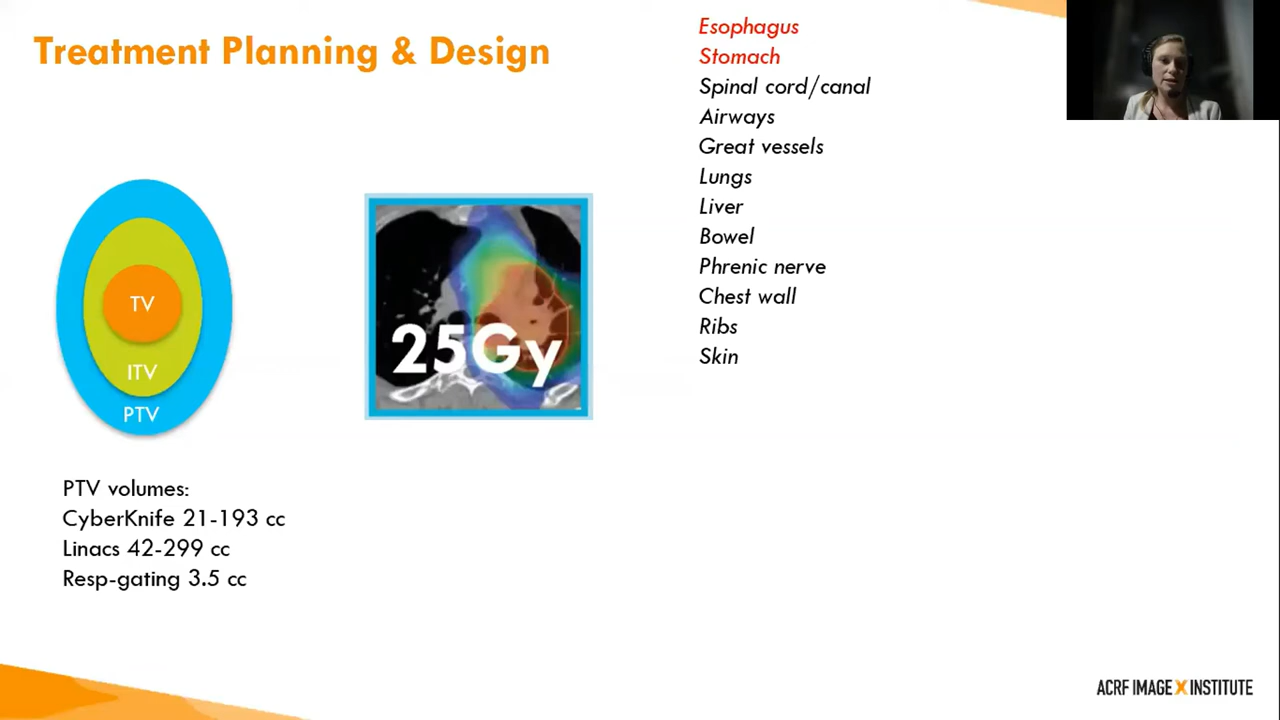 Treatment Planning & Design
TV
ITV
PTV
25Gy
PTV volumes:
CyberKnife 21-193 cc
Linacs 42-299 cc
Resp-gating 3.5 cc
Esophagus
Stomach
Spinal cord/canal
Airways
Great vessels
Lungs
Liver
Bowel
Phrenic nerve
Chest wall
Ribs
Skin
ACRF IMAGE X INSTITUTE